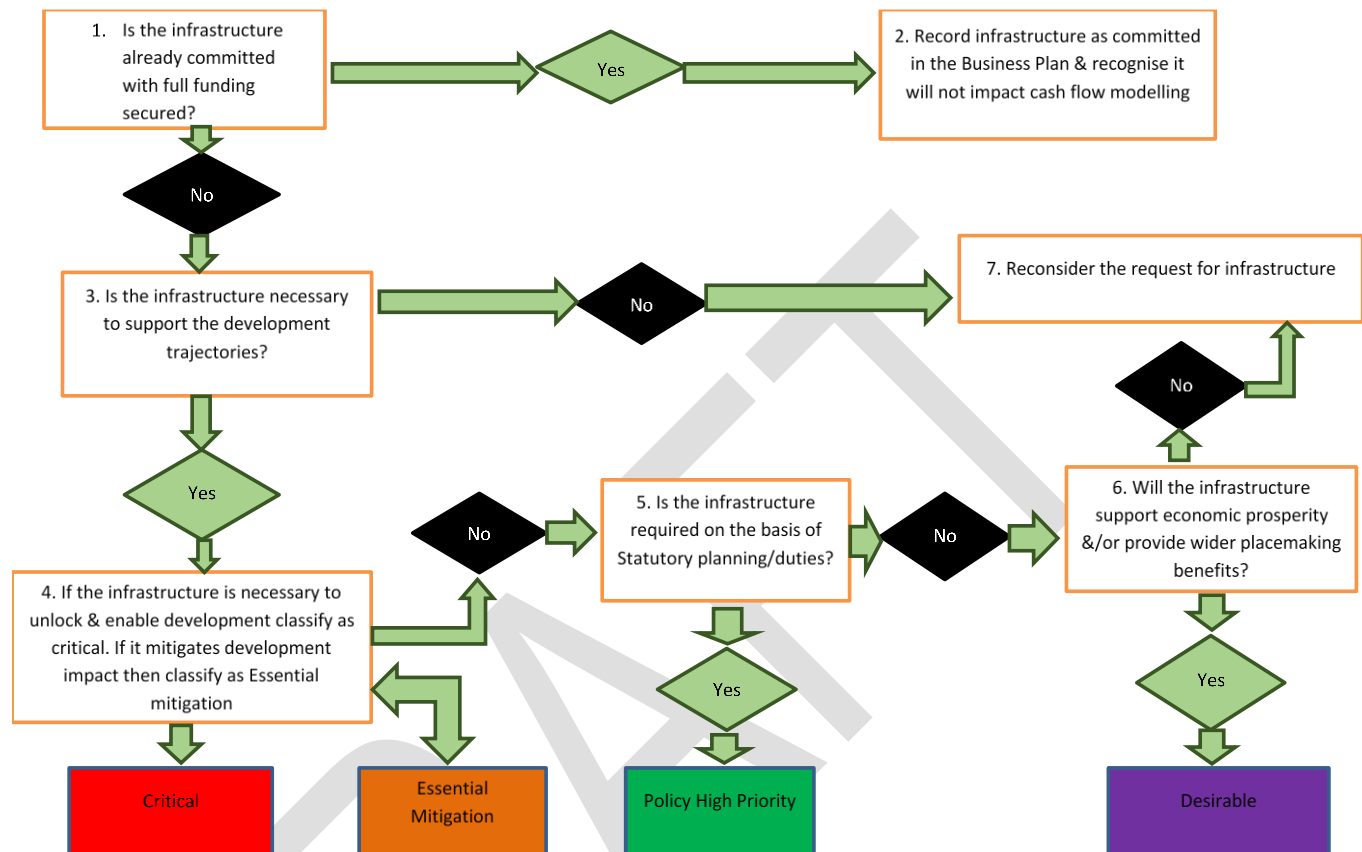 1. Is the infrastructure
already committed
with full funding
secured?
Yes
2. Record infrastructure as committed
in the Business Plan & recognise it
will not impact cash flow modelling
No
3. Is the infrastructure necessary
to support the development
trajectories?
No
7. Reconsider the request for infrastructure
No
Yes
4. If the infrastructure is necessary to
unlock & enable development classify as
critical. If it mitigates development
impact then classify as Essential
mitigation
No
5. Is the infrastructure
required on the basis of
Statutory planning/duties?
No
6. Will the infrastructure
support economic prosperity
&/or provide wider placemaking
benefits?
Yes
Yes
Critical
Essential
Mitigation
Policy High Priority
Desirable